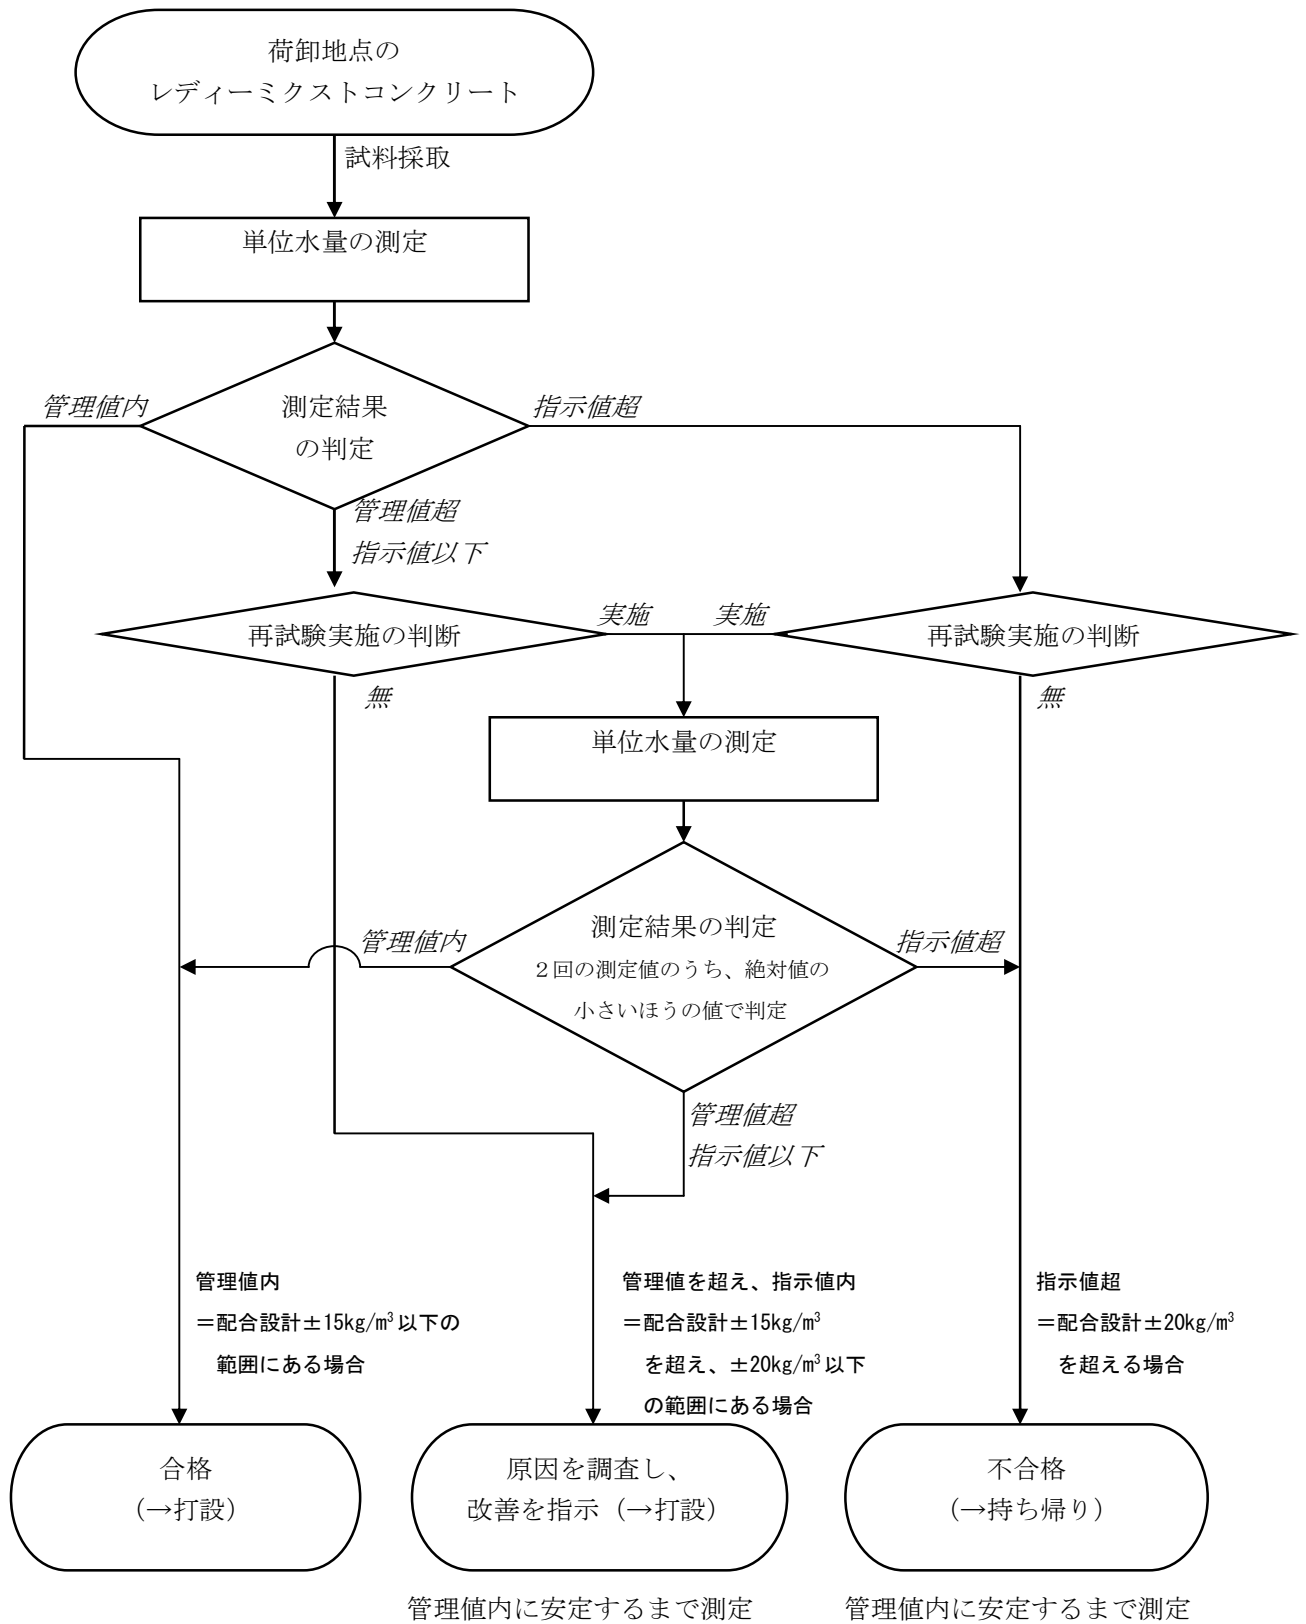 荷卸地点の
レディーミクストコンクリート
試料採取
単位水量の測定
管理値内
測定結果
の判定
指示値超
管理値超
指示値以下
再試験実施の判断
実施
実施
再試験実施の判断
無
無
単位水量の測定
管理値内
測定結果の判定
２回の測定値のうち、絶対値の
小さいほうの値で判定
指示値超
管理値超
指示値以下
管理値内
＝配合設計±15kg/m³以下の
範囲にある場合
管理値を超え、指示値内
＝配合設計±15kg/m³
を超え、±20kg/m³以下
の範囲にある場合
指示値超
＝配合設計±20kg/m³
を超える場合
合格
（→打設）
原因を調査し、
改善を指示（→打設）
不合格
（→持ち帰り）
管理値内に安定するまで測定
管理値内に安定するまで測定